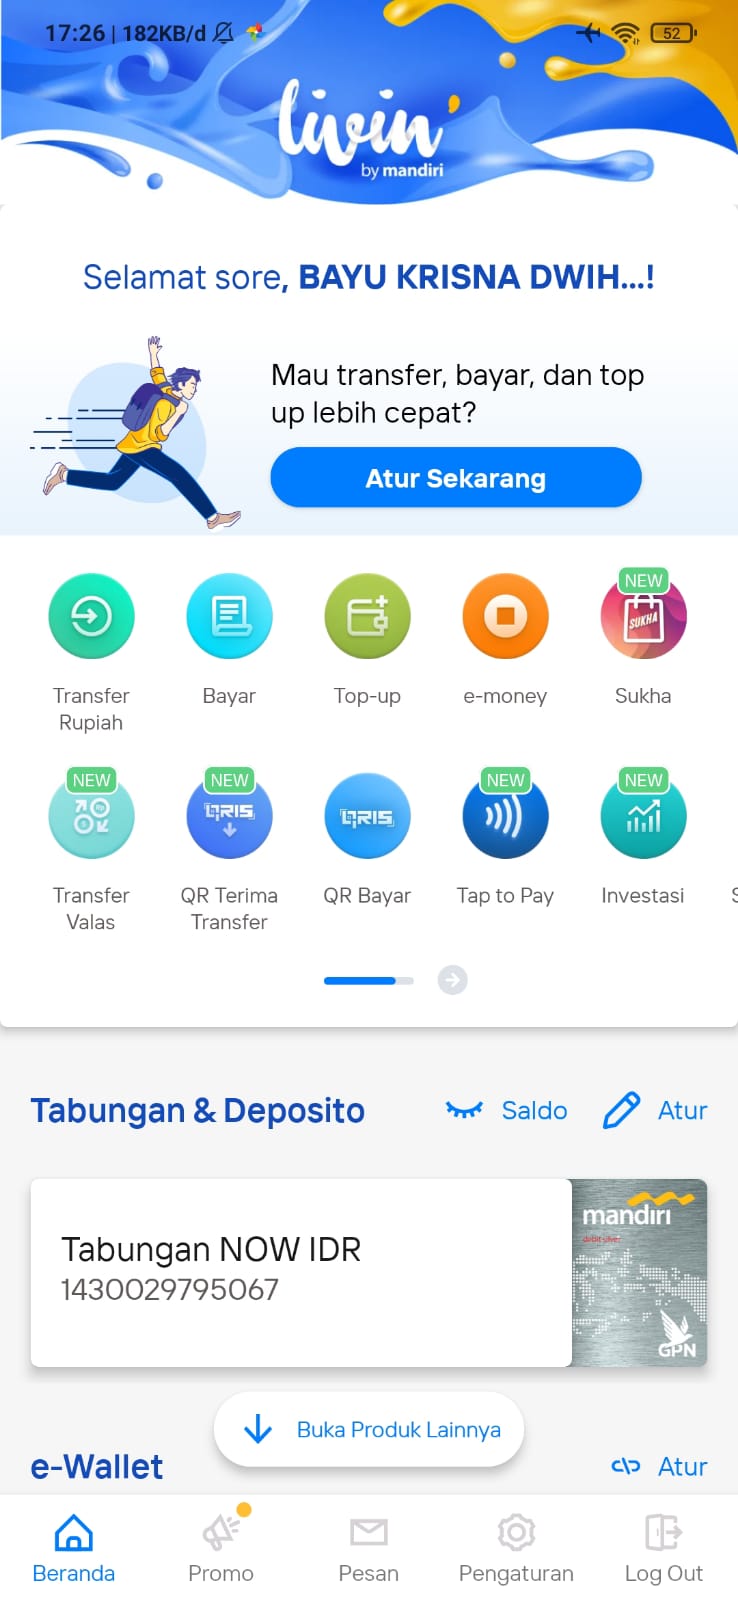 17:26 | 182KB/d
52
livin'
by mandiri
Selamat sore, BAYU KRISNA DWIH...!
Mau transfer, bayar, dan top
up lebih cepat?
Atur Sekarang
NEW
SUKHA
Transfer
Rupiah
Bayar
Top-up
e-money
Sukha
NEW
NEW
NEW
NEW
Rp
QRIS
QRIS
Transfer
Valas
QR Terima
Transfer
QR Bayar
Tap to Pay
Investasi
S
Tabungan & Deposito
Saldo
Atur
Tabungan NOW IDR
1430029795067
mandiri
debit silver
GPN
Buka Produk Lainnya
e-Wallet
Atur
Beranda
Promo
Pesan
Pengaturan
Log Out